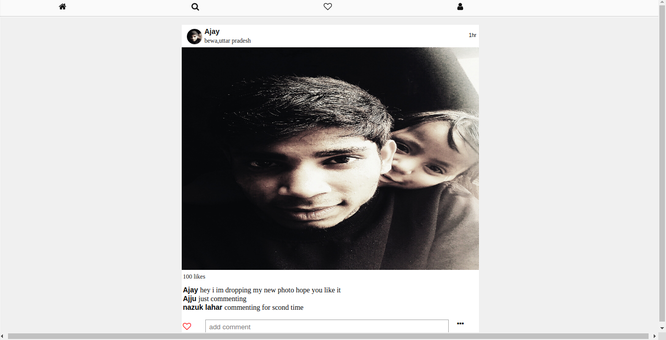 Ajay
bewa,uttar pradesh
1hr
100 likes
Ajay hey i im dropping my new photo hope you like it
Ajju just commenting
nazuk lahar commenting for scond time
add comment